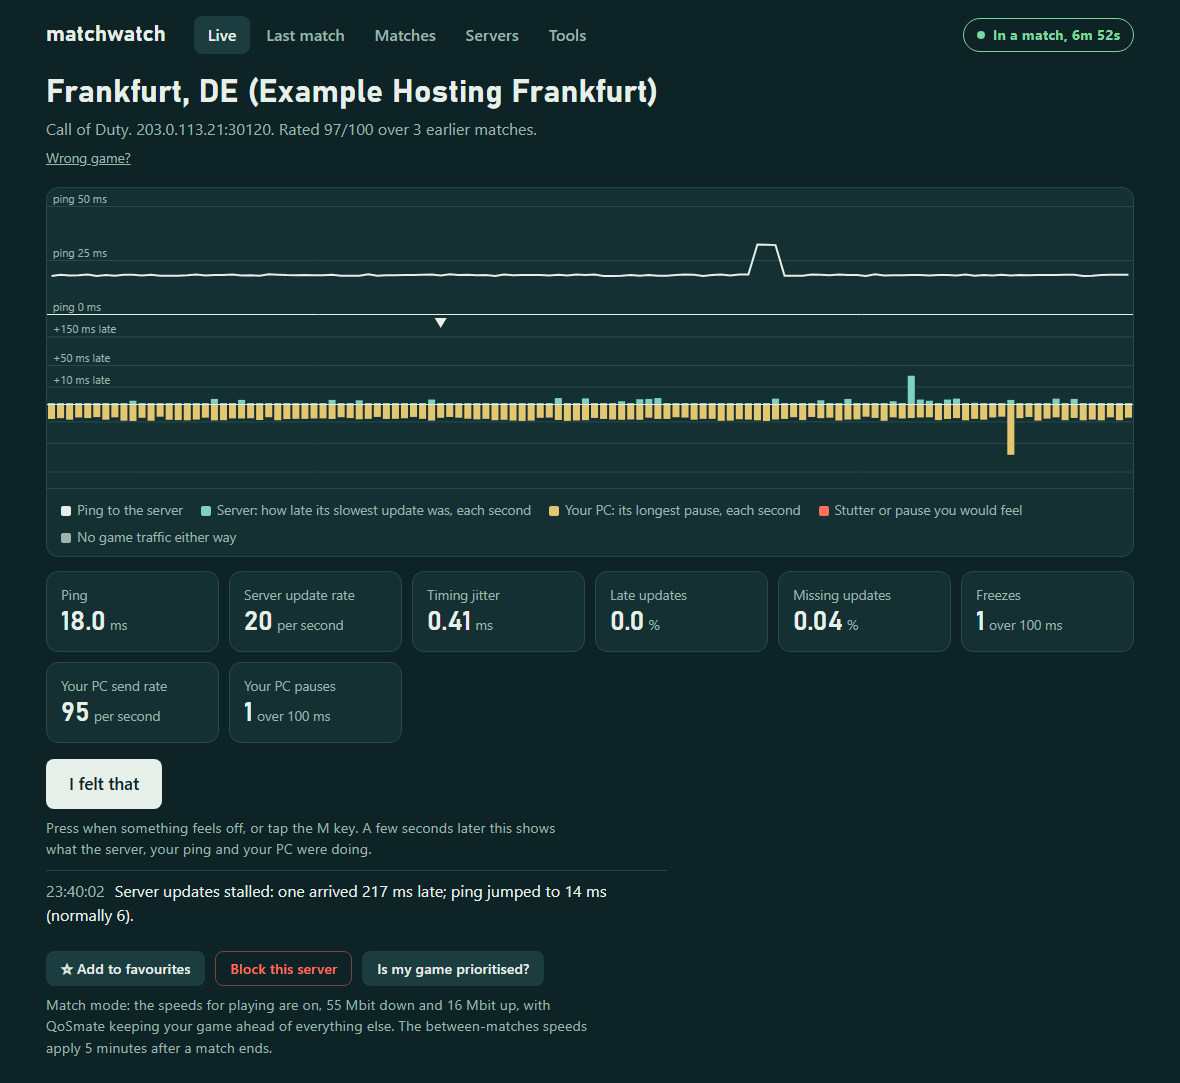 matchwatch
Live
Last match
Matches
Servers
Tools
In a match, 6m 52s
Frankfurt, DE (Example Hosting Frankfurt)
Call of Duty. 203.0.113.21:30120. Rated 97/100 over 3 earlier matches.
Wrong game?
ping 50 ms
ping 25 ms
ping 0 ms
+150 ms late
+50 ms late
+10 ms late
Ping to the server
Server: how late its slowest update was, each second
Your PC: its longest pause, each second
Stutter or pause you would feel
No game traffic either way
Ping
18.0 ms
Server update rate
20 per second
Timing jitter
0.41 ms
Late updates
0.0 %
Missing updates
0.04 %
Freezes
1 over 100 ms
Your PC send rate
95 per second
Your PC pauses
1 over 100 ms
I felt that
Press when something feels off, or tap the M key. A few seconds later this shows
what the server, your ping and your PC were doing.
23:40:02 Server updates stalled: one arrived 217 ms late; ping jumped to 14 ms
(normally 6).
☆ Add to favourites
Block this server
Is my game prioritised?
Match mode: the speeds for playing are on, 55 Mbit down and 16 Mbit up, with
QoSmate keeping your game ahead of everything else. The between-matches speeds
apply 5 minutes after a match ends.